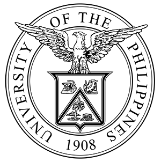 UNIVERSITY OF THE PHILIPPINES
1908